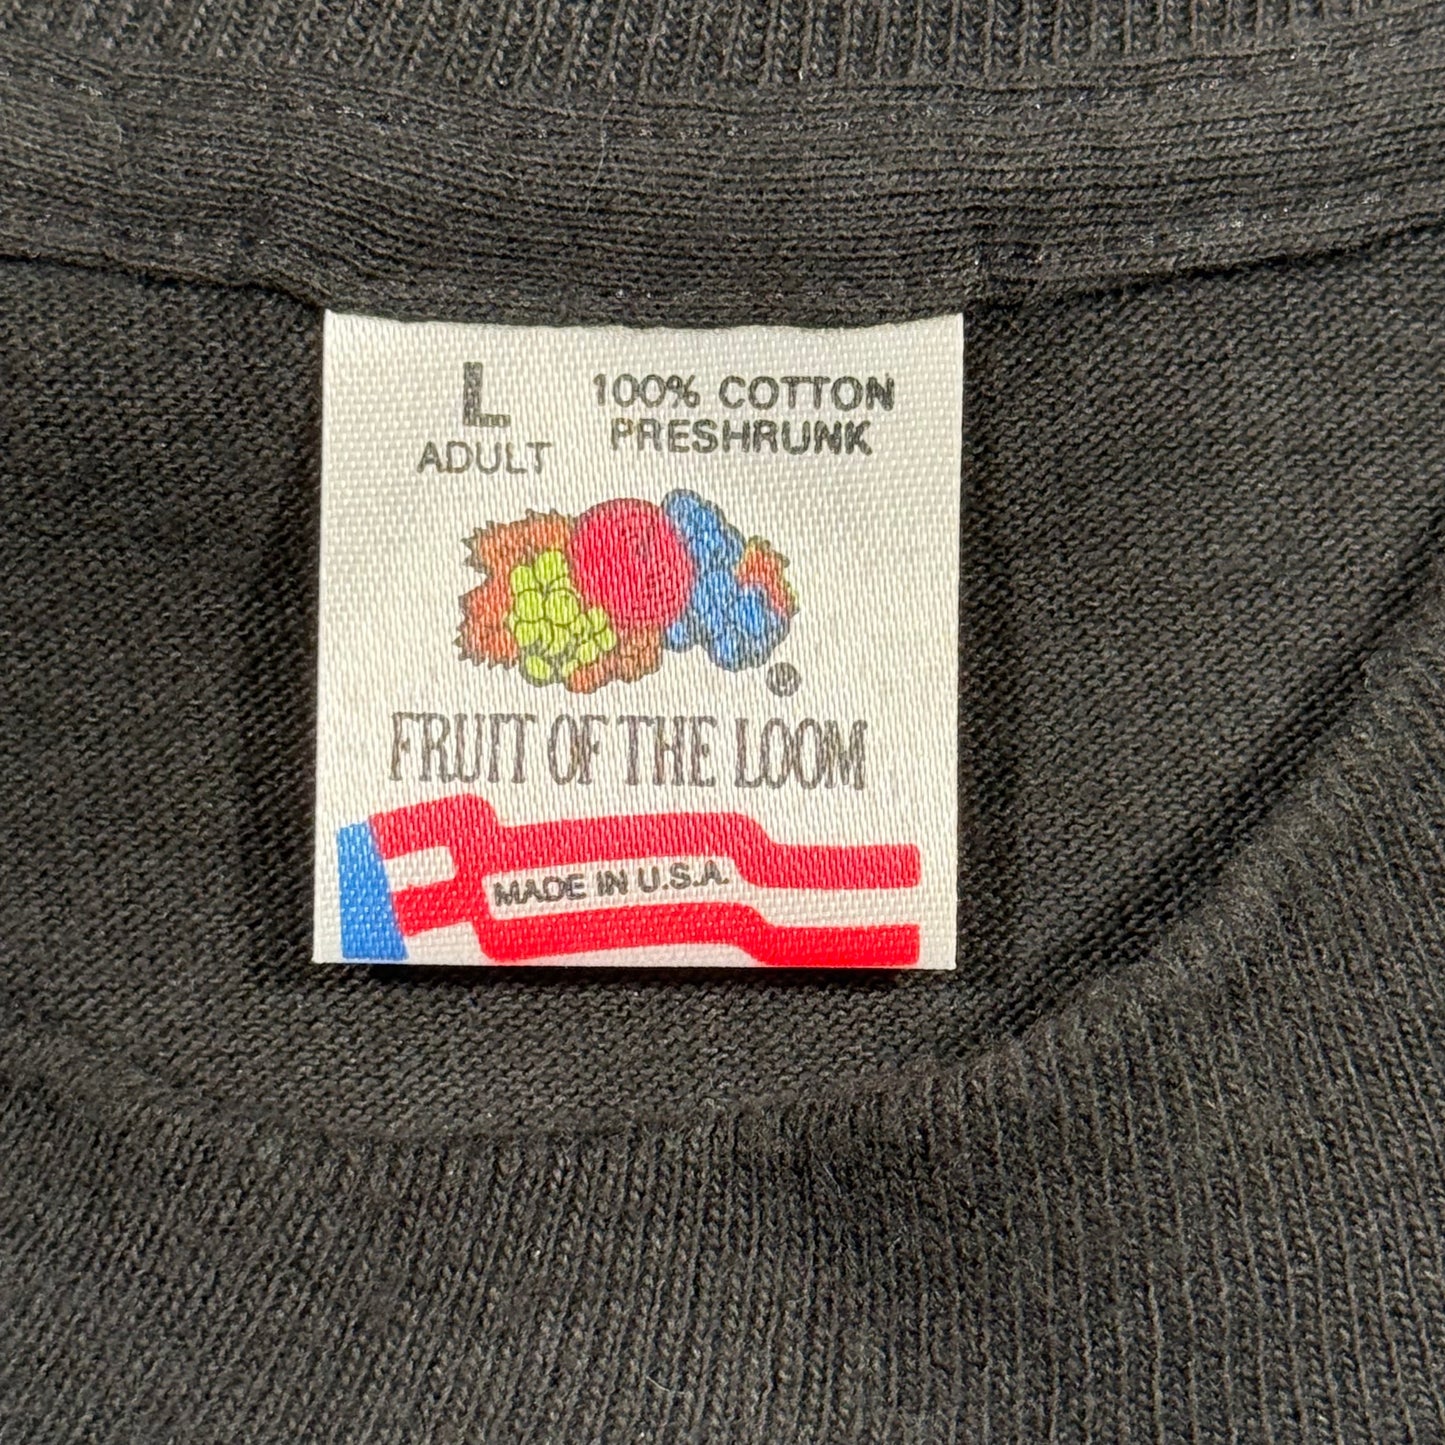 L
ADULT
100% COTTON
PRESHRUNK
®
FRUIT OF THE LOOM
MADE IN U.S.A.